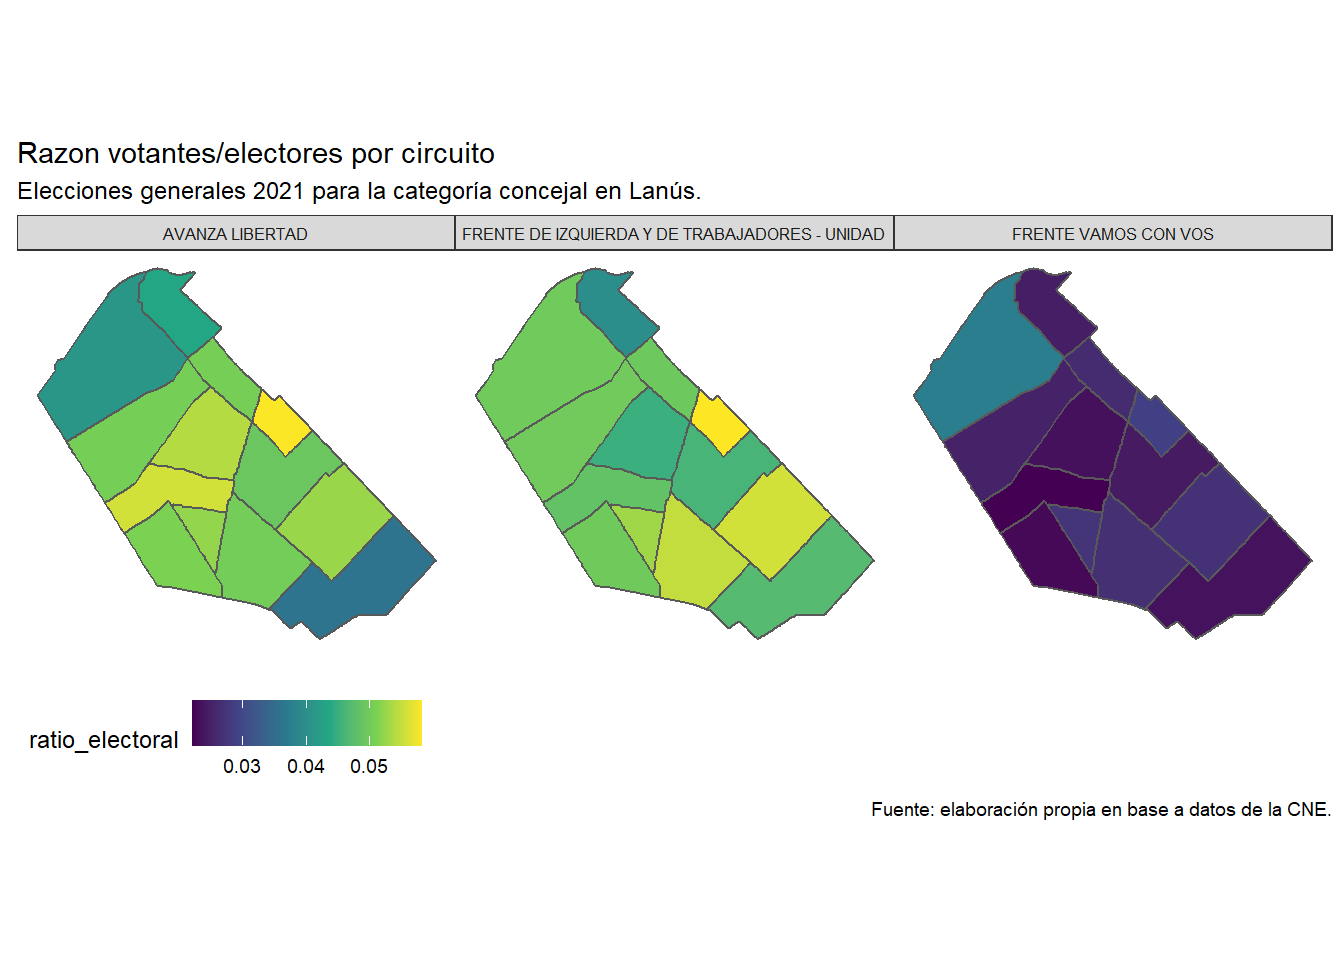 Razon votantes/electores por circuito
Elecciones generales 2021 para la categoría concejal en Lanús.
AVANZA LIBERTAD
FRENTE DE IZQUIERDA Y DE TRABAJADORES - UNIDAD
FRENTE VAMOS CON VOS
ratio_electoral
0.03 0.04 0.05
Fuente: elaboración propia en base a datos de la CNE.